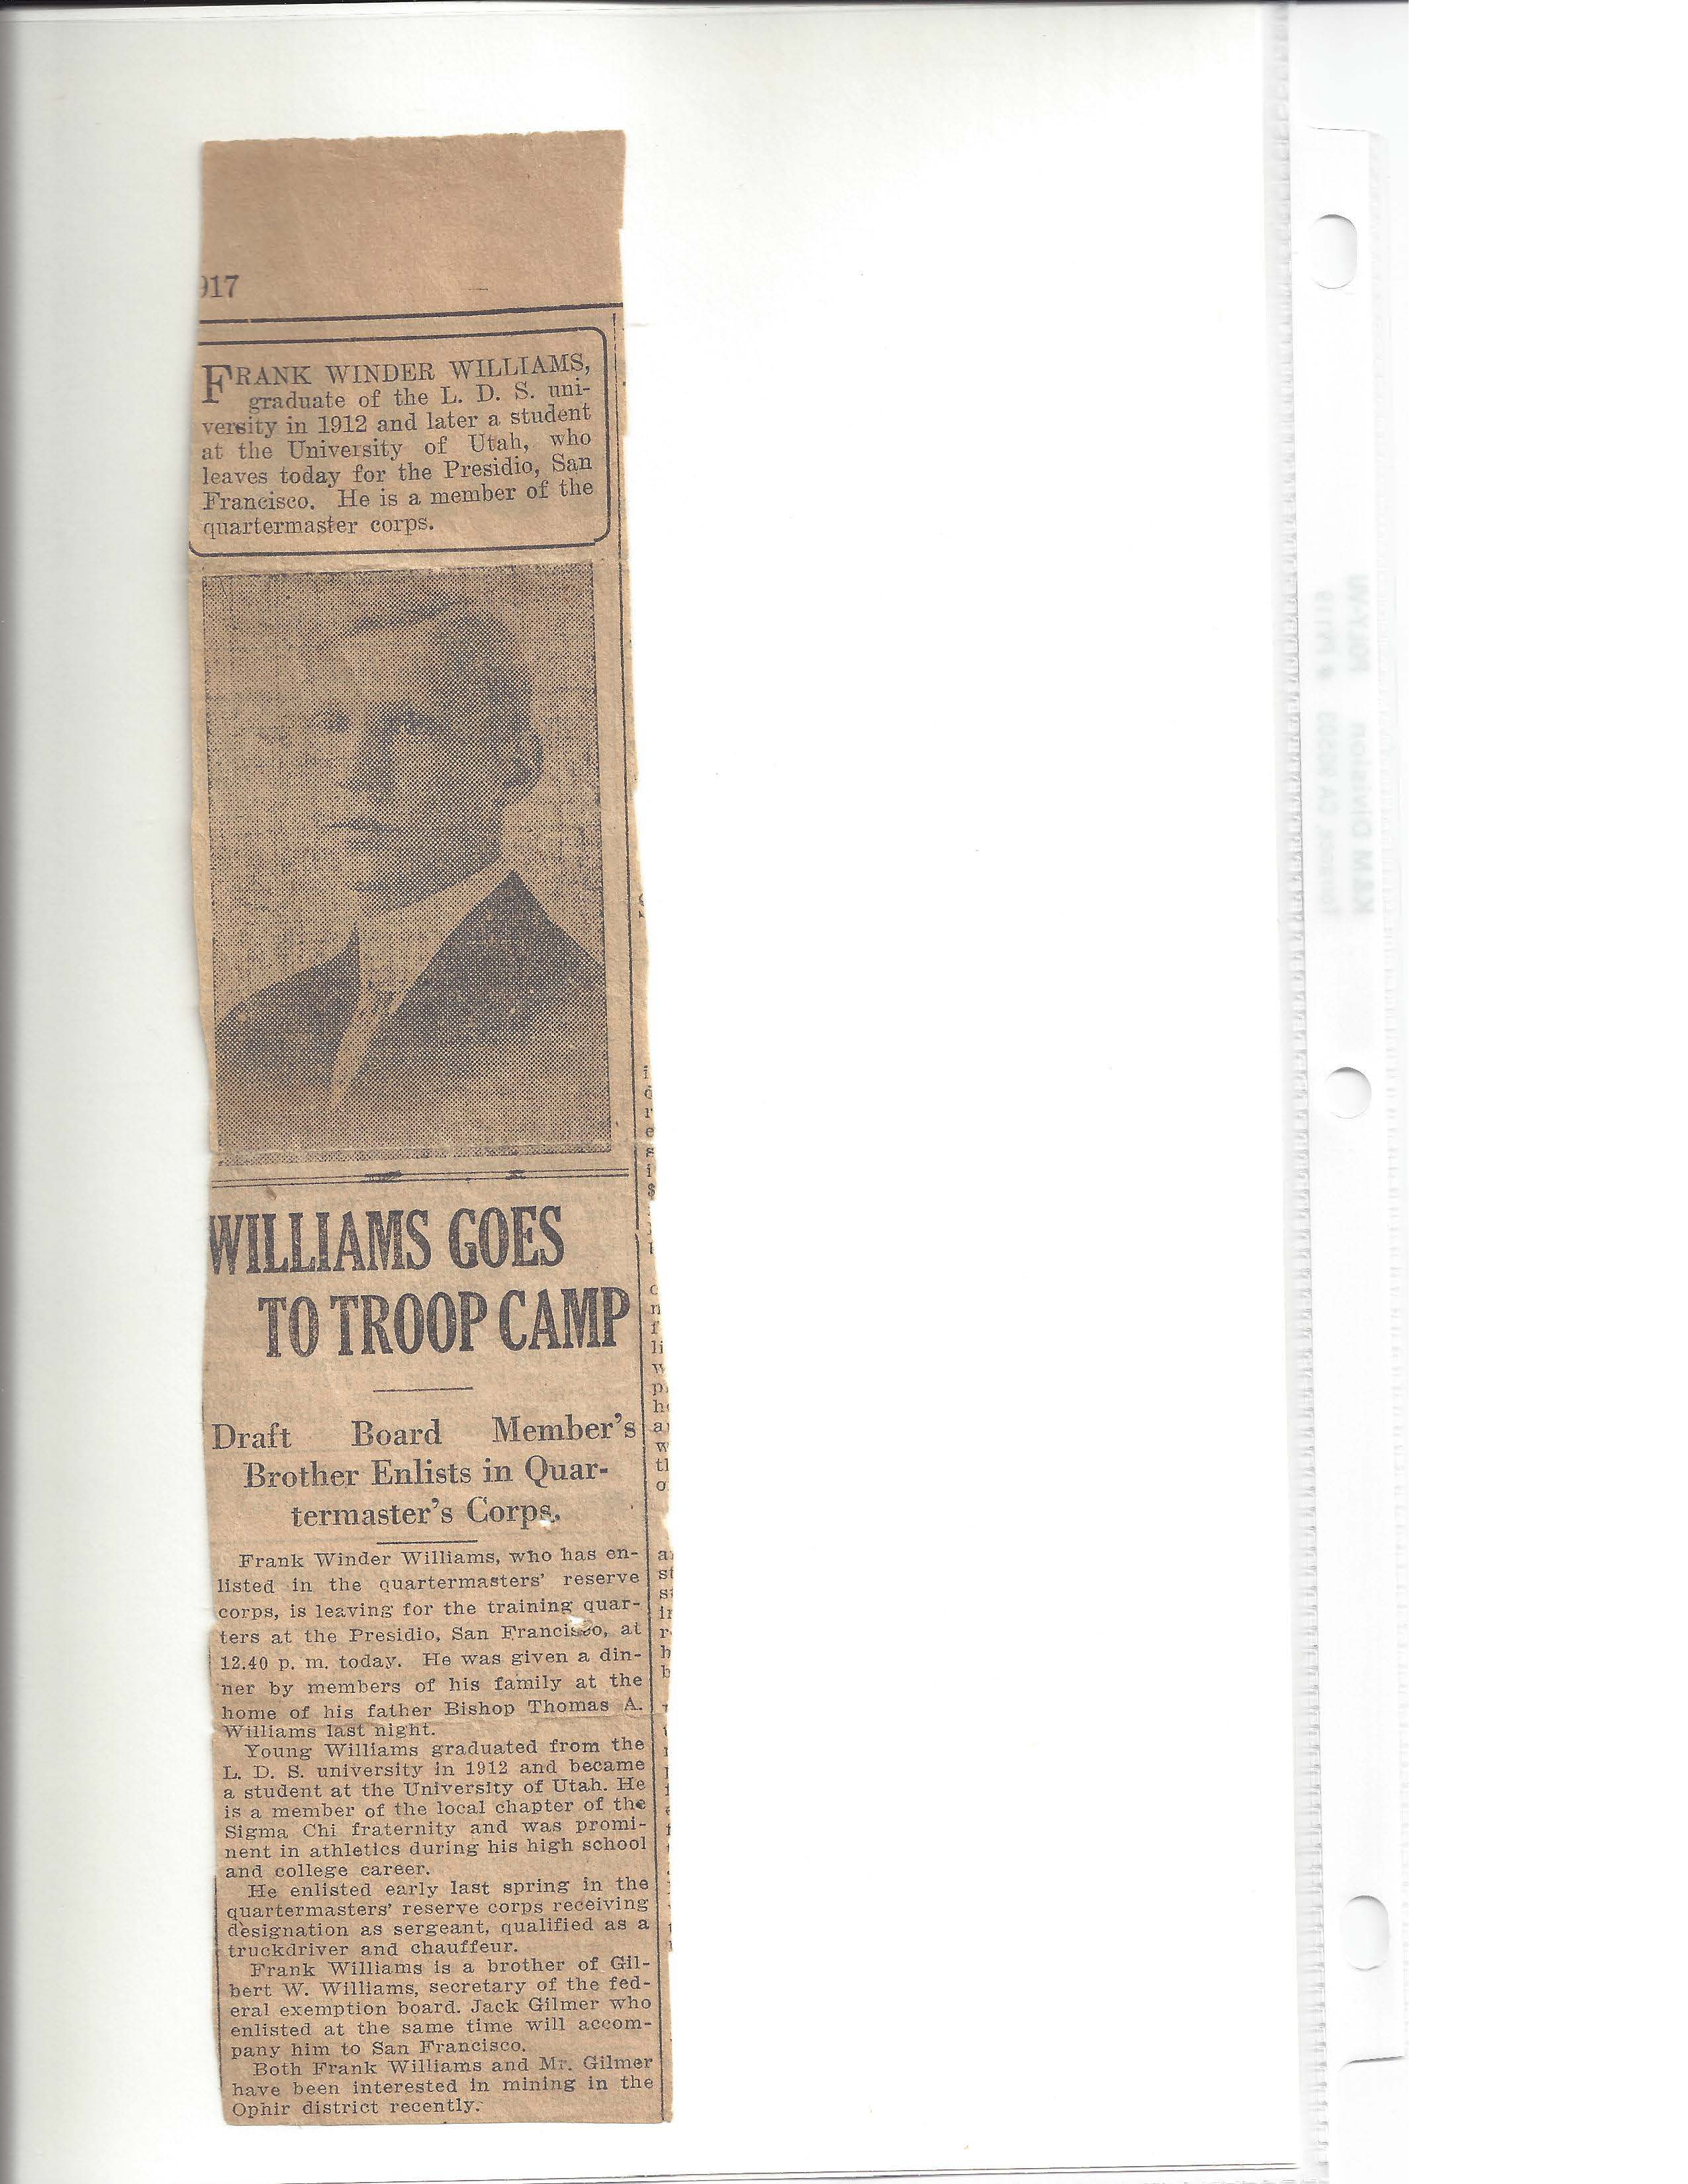 917
FRANK WINDER WILLIAMS,
graduate of the L. D. S. uni-
versity in 1912 and later a student
at the University of Utah, who
leaves today for the Presidio, San
Francisco. He is a member of the
quartermaster corps.
WILLIAMS GOES
TO TROOP CAMP
Draft Board Member's
Brother Enlists in Quar-
termaster's Corps.
Frank Winder Williams, who has en-
listed in the quartermasters' reserve
corps, is leaving for the training quar-
ters at the Presidio, San Francisco, at
12.40 p. m. today. He was given a din-
ner by members of his family at the
home of his father Bishop Thomas A.
Williams last night.
Young Williams graduated from the
L. D. S. university in 1912 and became
a student at the University of Utah. He
is a member of the local chapter of the
Sigma Chi fraternity and was promi-
nent in athletics during his high school
and college career.
He enlisted early last spring in the
quartermasters' reserve corps receiving
designation as sergeant, qualified as a
truckdriver and chauffeur.
Frank Williams is a brother of Gil-
bert W. Williams, secretary of the fed-
eral exemption board. Jack Gilmer who
enlisted at the same time will accom-
pany him to San Francisco.
Both Frank Williams and Mr. Gilmer
have been interested in mining in the
Ophir district recently.
K&M Division POLY-VU
Torrance, CA 90503 # PV119